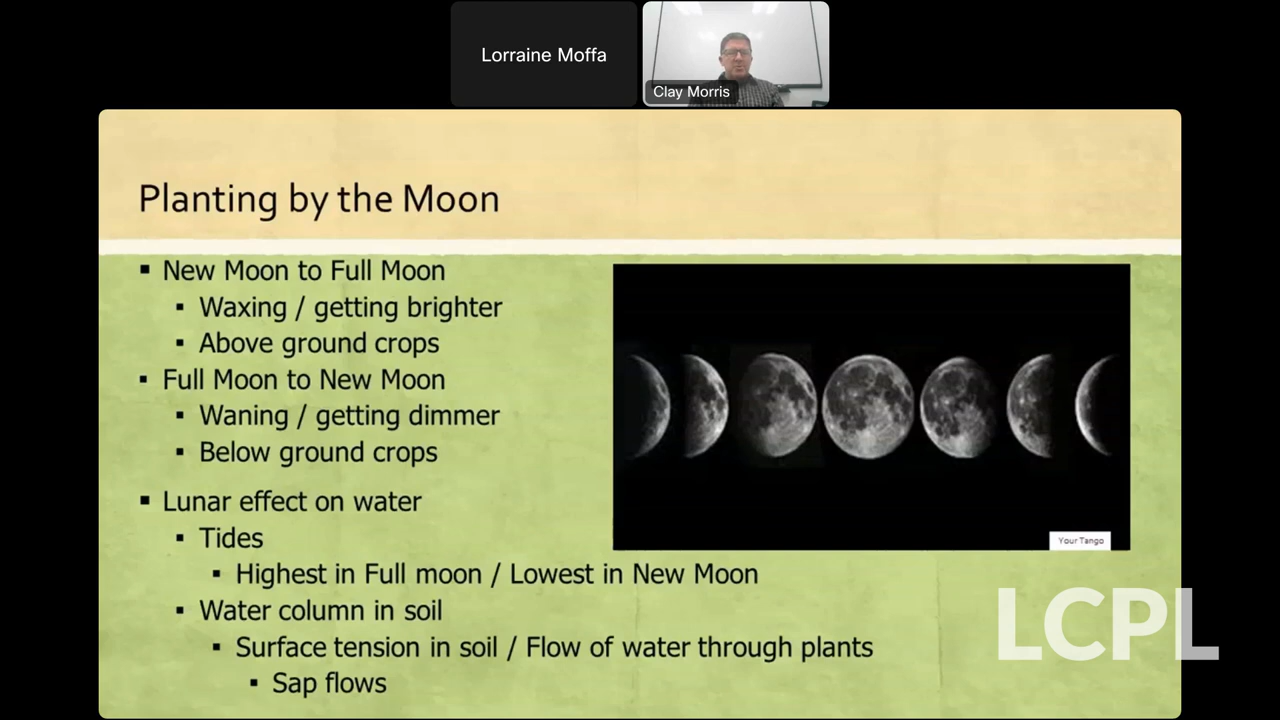 Lorraine Moffa
Clay Morris
Planting by the Moon
▪ New Moon to Full Moon
▪ Waxing / getting brighter
▪ Above ground crops
▪ Full Moon to New Moon
▪ Waning / getting dimmer
▪ Below ground crops
▪ Lunar effect on water
▪ Tides
▪ Highest in Full moon / Lowest in New Moon
▪ Water column in soil
▪ Surface tension in soil / Flow of water through plants
▪ Sap flows
Your Tango
LCPL